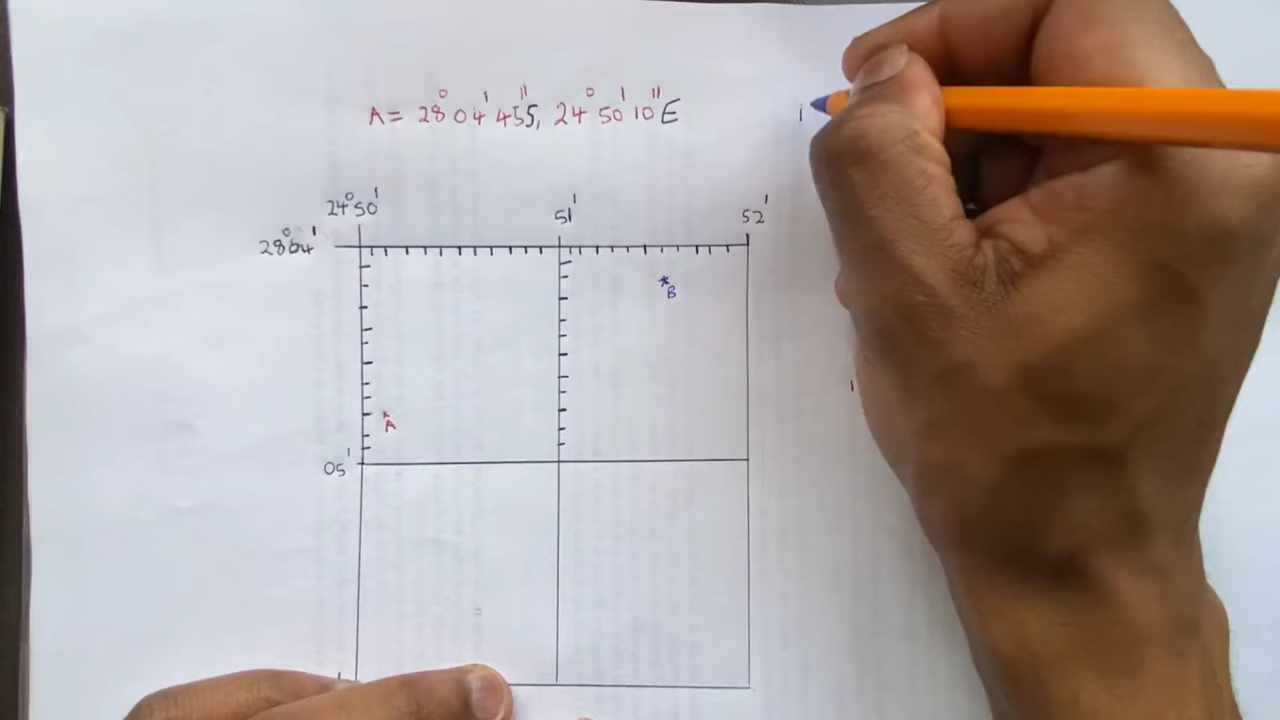 A = 28° 04' 45"S, 24° 50' 10" E
24° 50' 51' 52'
28° 04'
*B
*A
05'